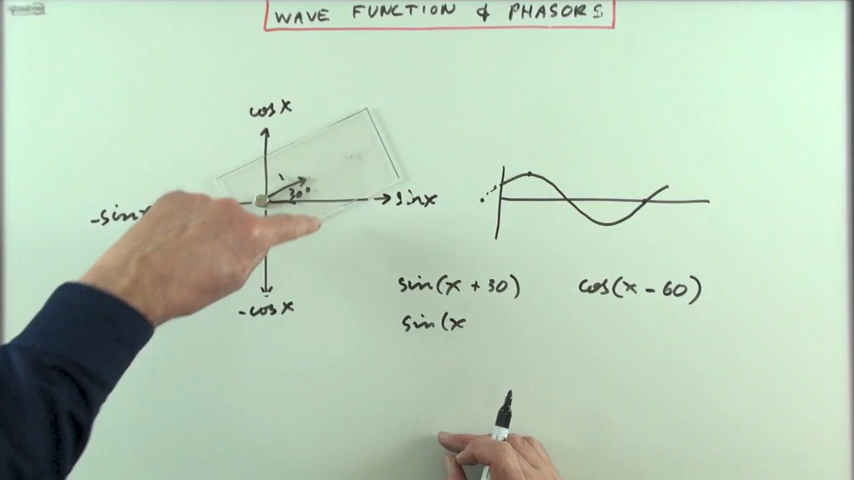 WAVE FUNCTION & PHASORS
cos x
1
30°
sin x
-sin x
-cos x
sin(x + 30)
cos(x - 60)
sin(x